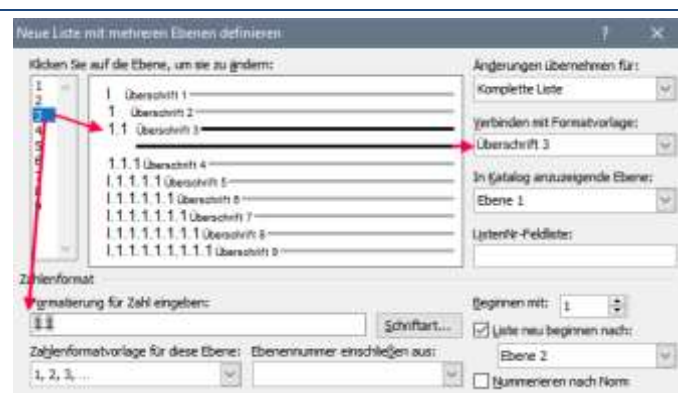 Neue Liste mit mehreren Ebenen definieren ? ×
Klicken Sie auf die Ebene, um sie zu ändern:
Änderungen übernehmen für:
1
2
3
4
5
6
7
8
9
I Überschrift 1
1 Überschrift 2
1.1 Überschrift 3
1.1.1 Überschrift 4
I.1.1.1.1 Überschrift 5
I.1.1.1.1.1 Überschrift 6
I.1.1.1.1.1.1 Überschrift 7
I.1.1.1.1.1.1.1 Überschrift 8
I.1.1.1.1.1.1.1.1 Überschrift 9
Komplette Liste
Verbinden mit Formatvorlage:
Überschrift 3
In Katalog anzuzeigende Ebene:
Ebene 1
ListenNr-Feldliste:
Zahlenformat
Formatierung für Zahl eingeben:
1.1
Schriftart...
Zahlenformatvorlage für diese Ebene:
Ebenennummer einschließen aus:
1, 2, 3, ...
Beginnen mit: 1
Liste neu beginnen nach:
Ebene 2
Nummerieren nach Norm